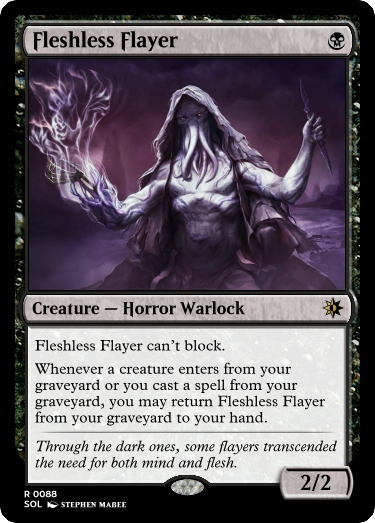 Fleshless Flayer
Creature — Horror Warlock
Fleshless Flayer can't block.
Whenever a creature enters from your
graveyard or you cast a spell from your
graveyard, you may return Fleshless Flayer
from your graveyard to your hand.
Through the dark ones, some flayers transcended
the need for both mind and flesh.
2/2
R 0088
SOL STEPHEN MABEE